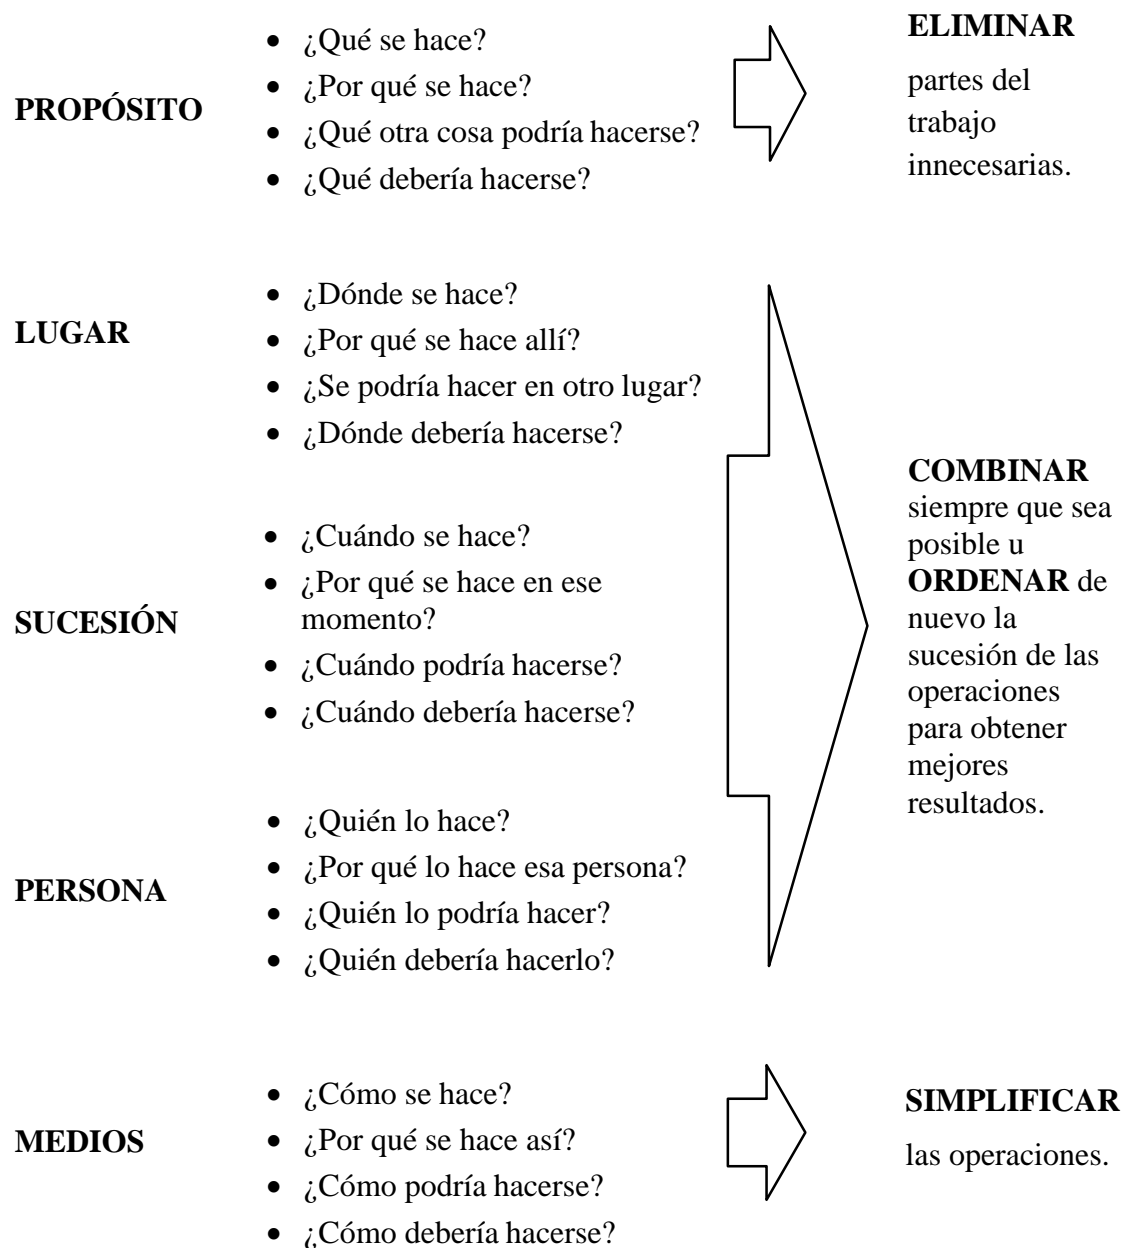 PROPÓSITO
• ¿Qué se hace?
• ¿Por qué se hace?
• ¿Qué otra cosa podría hacerse?
• ¿Qué debería hacerse?
ELIMINAR
partes del
trabajo
innecesarias.
LUGAR
• ¿Dónde se hace?
• ¿Por qué se hace allí?
• ¿Se podría hacer en otro lugar?
• ¿Dónde debería hacerse?
SUCESIÓN
• ¿Cuándo se hace?
• ¿Por qué se hace en ese
momento?
• ¿Cuándo podría hacerse?
• ¿Cuándo debería hacerse?
PERSONA
• ¿Quién lo hace?
• ¿Por qué lo hace esa persona?
• ¿Quién lo podría hacer?
• ¿Quién debería hacerlo?
COMBINAR
siempre que sea
posible u
ORDENAR de
nuevo la
sucesión de las
operaciones
para obtener
mejores
resultados.
MEDIOS
• ¿Cómo se hace?
• ¿Por qué se hace así?
• ¿Cómo podría hacerse?
• ¿Cómo debería hacerse?
SIMPLIFICAR
las operaciones.